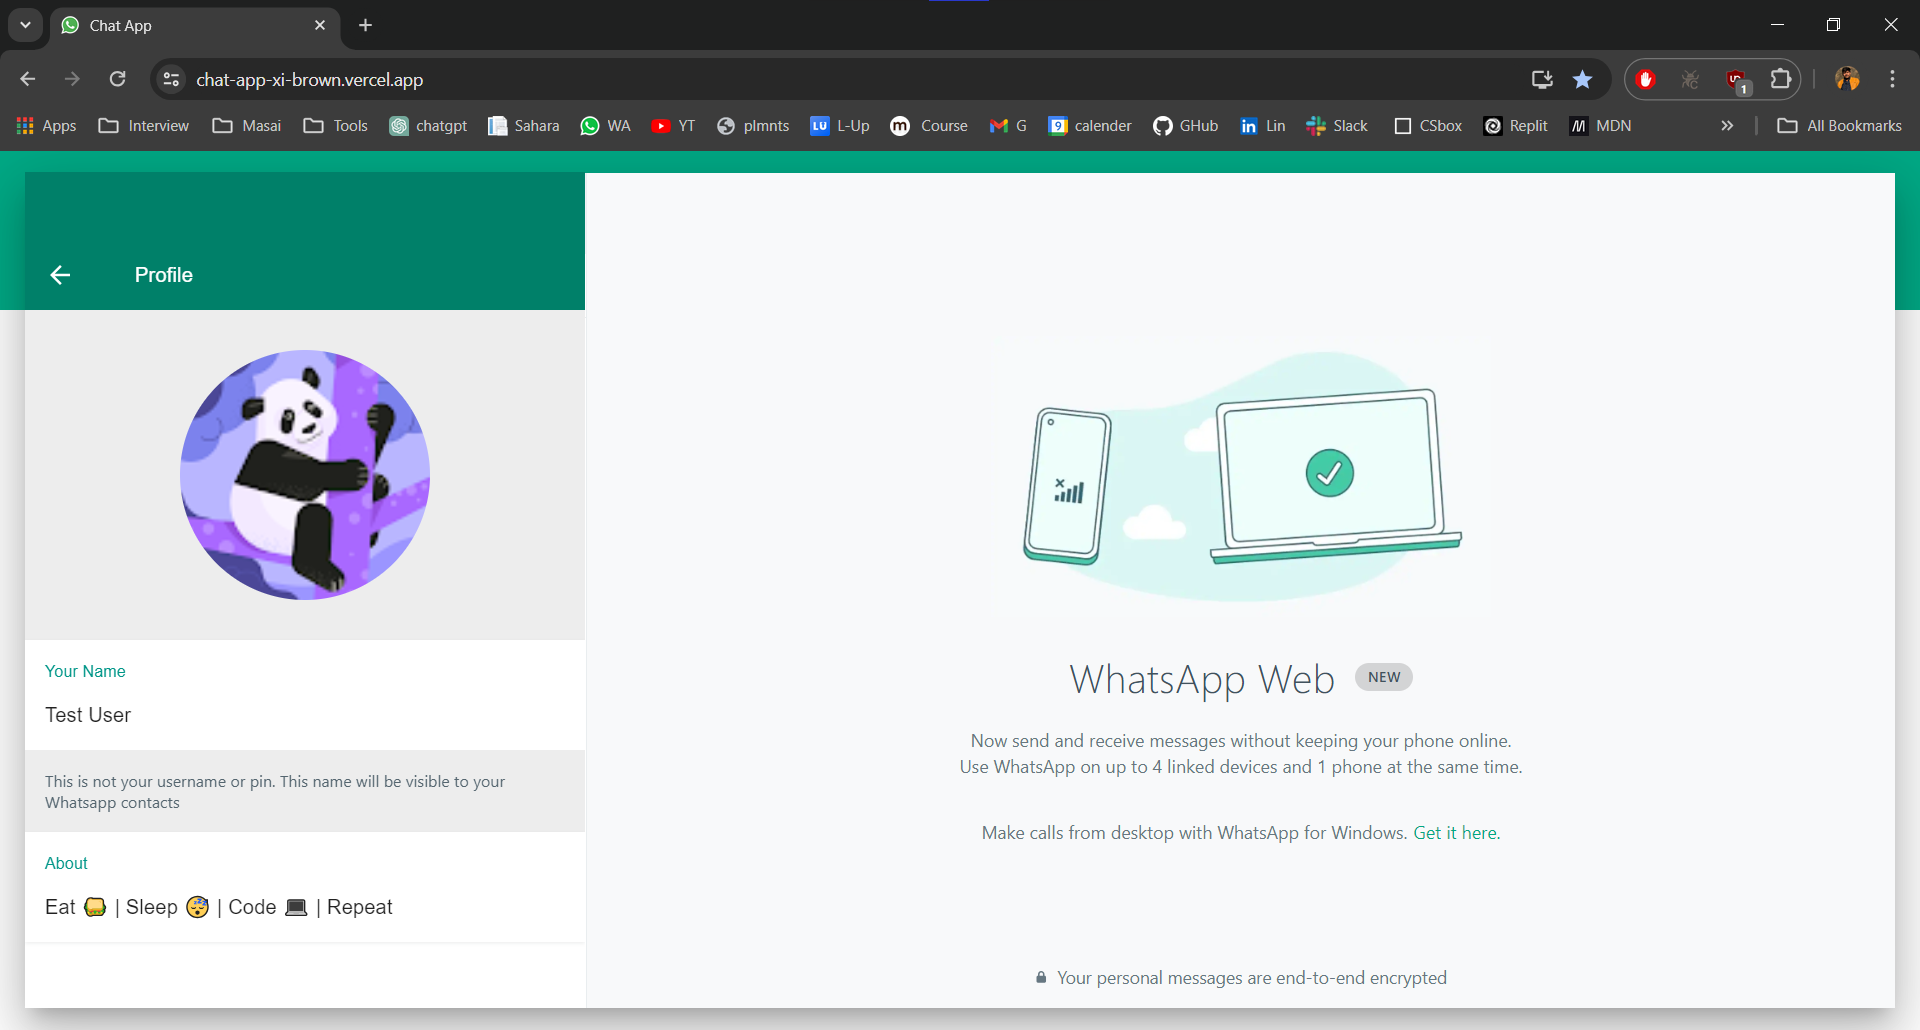 Chat App
chat-app-xi-brown.vercel.app
1
Apps Interview Masai Tools chatgpt Sahara WA YT plmnts L-Up Course G calender GHub Lin Slack CSbox Replit MDN All Bookmarks
Profile
Your Name
Test User
This is not your username or pin. This name will be visible to your
Whatsapp contacts
About
Eat 🥪 | Sleep 😴 | Code 💻 | Repeat
WhatsApp Web NEW
Now send and receive messages without keeping your phone online.
Use WhatsApp on up to 4 linked devices and 1 phone at the same time.
Make calls from desktop with WhatsApp for Windows. Get it here.
Your personal messages are end-to-end encrypted